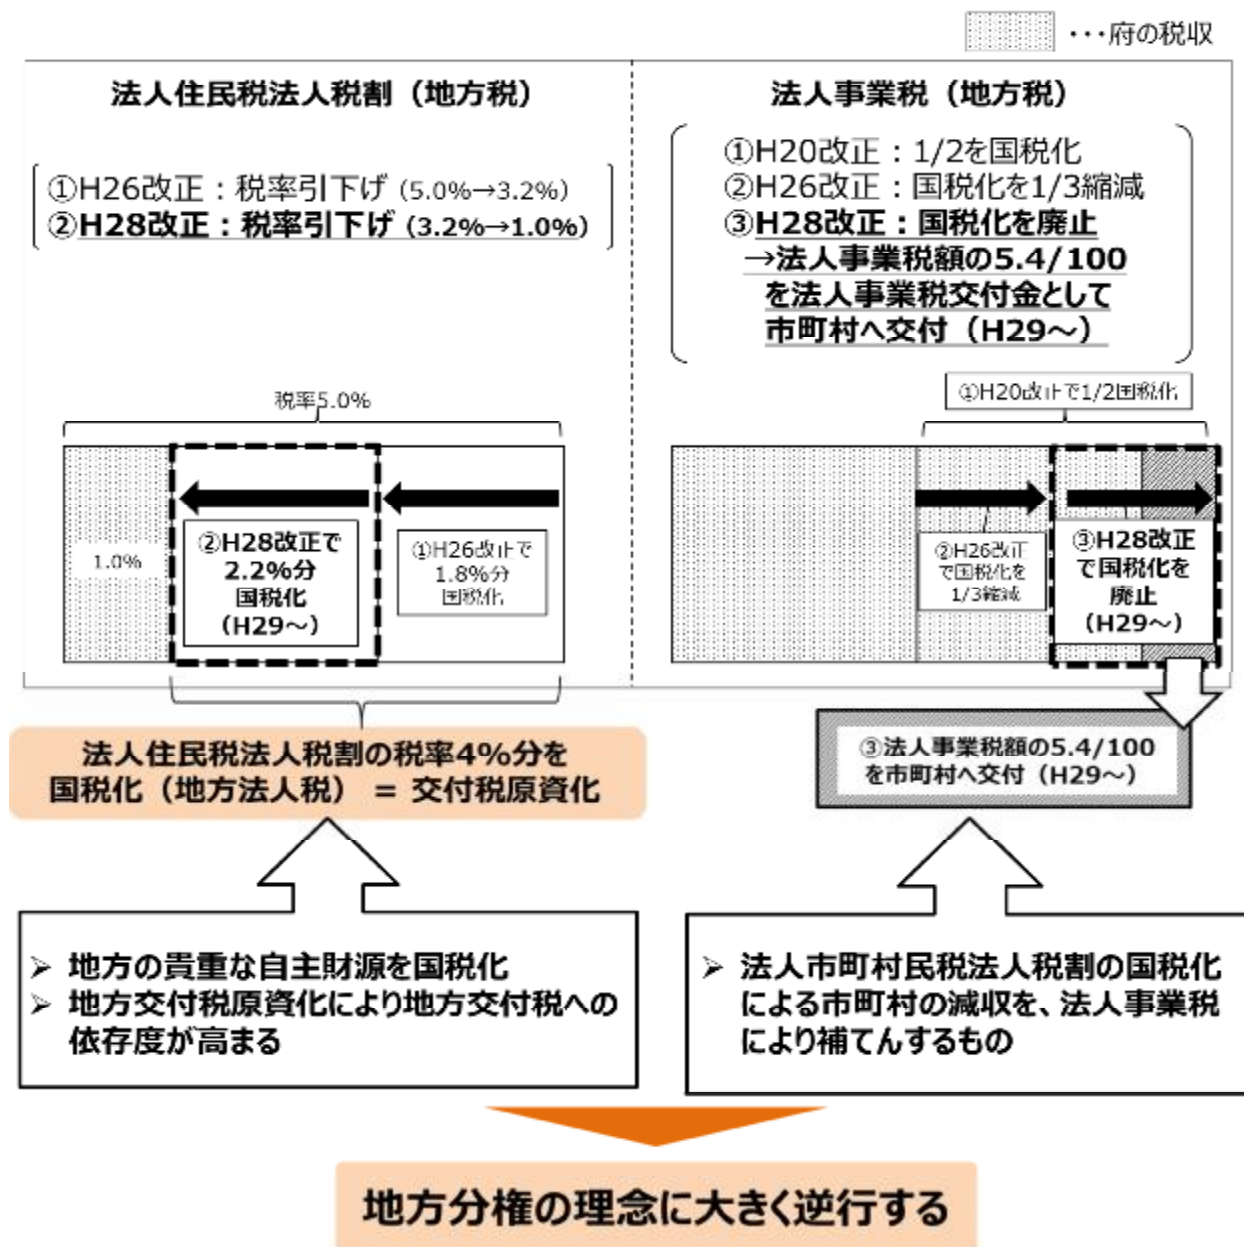 ・・・府の税収
法人住民税法人税割（地方税）
①H26改正：税率引下げ（5.0%→3.2%）
②H28改正：税率引下げ（3.2%→1.0%）
法人事業税（地方税）
①H20改正：1/2を国税化
②H26改正：国税化を1/3縮減
③H28改正：国税化を廃止
→法人事業税額の5.4/100
を法人事業税交付金として
市町村へ交付（H29～）
税率5.0%
1.0%
②H28改正で
2.2%分
国税化
（H29～）
①H26改正で
1.8%分
国税化
①H20改正で1/2国税化
②H26改正
で国税化を
1/3縮減
③H28改正
で国税化を
廃止
（H29～）
法人住民税法人税割の税率4%分を
国税化（地方法人税） = 交付税原資化
③法人事業税額の5.4/100
を市町村へ交付（H29～）
➢ 地方の貴重な自主財源を国税化
➢ 地方交付税原資化により地方交付税への
依存度が高まる
➢ 法人市町村民税法人税割の国税化
による市町村の減収を、法人事業税
により補てんするもの
地方分権の理念に大きく逆行する